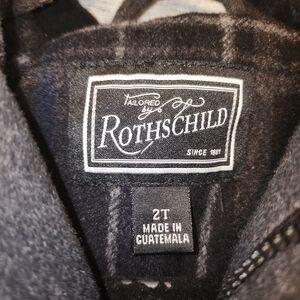 TAILORED
by
ROTHSCHILD
SINCE 1881
2T
MADE IN
GUATEMALA